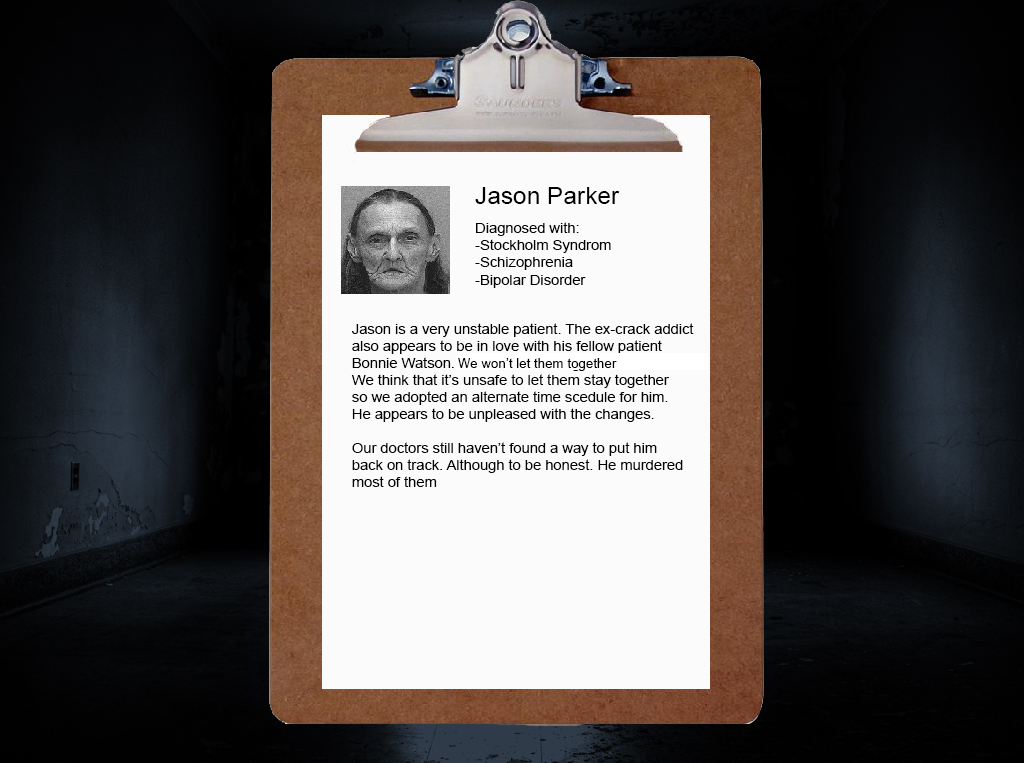 SAUNDERS
Jason Parker
Diagnosed with:
-Stockholm Syndrom
-Schizophrenia
-Bipolar Disorder
Jason is a very unstable patient. The ex-crack addict
also appears to be in love with his fellow patient
Bonnie Watson. We won’t let them together
We think that it’s unsafe to let them stay together
so we adopted an alternate time scedule for him.
He appears to be unpleased with the changes.
Our doctors still haven’t found a way to put him
back on track. Although to be honest. He murdered
most of them